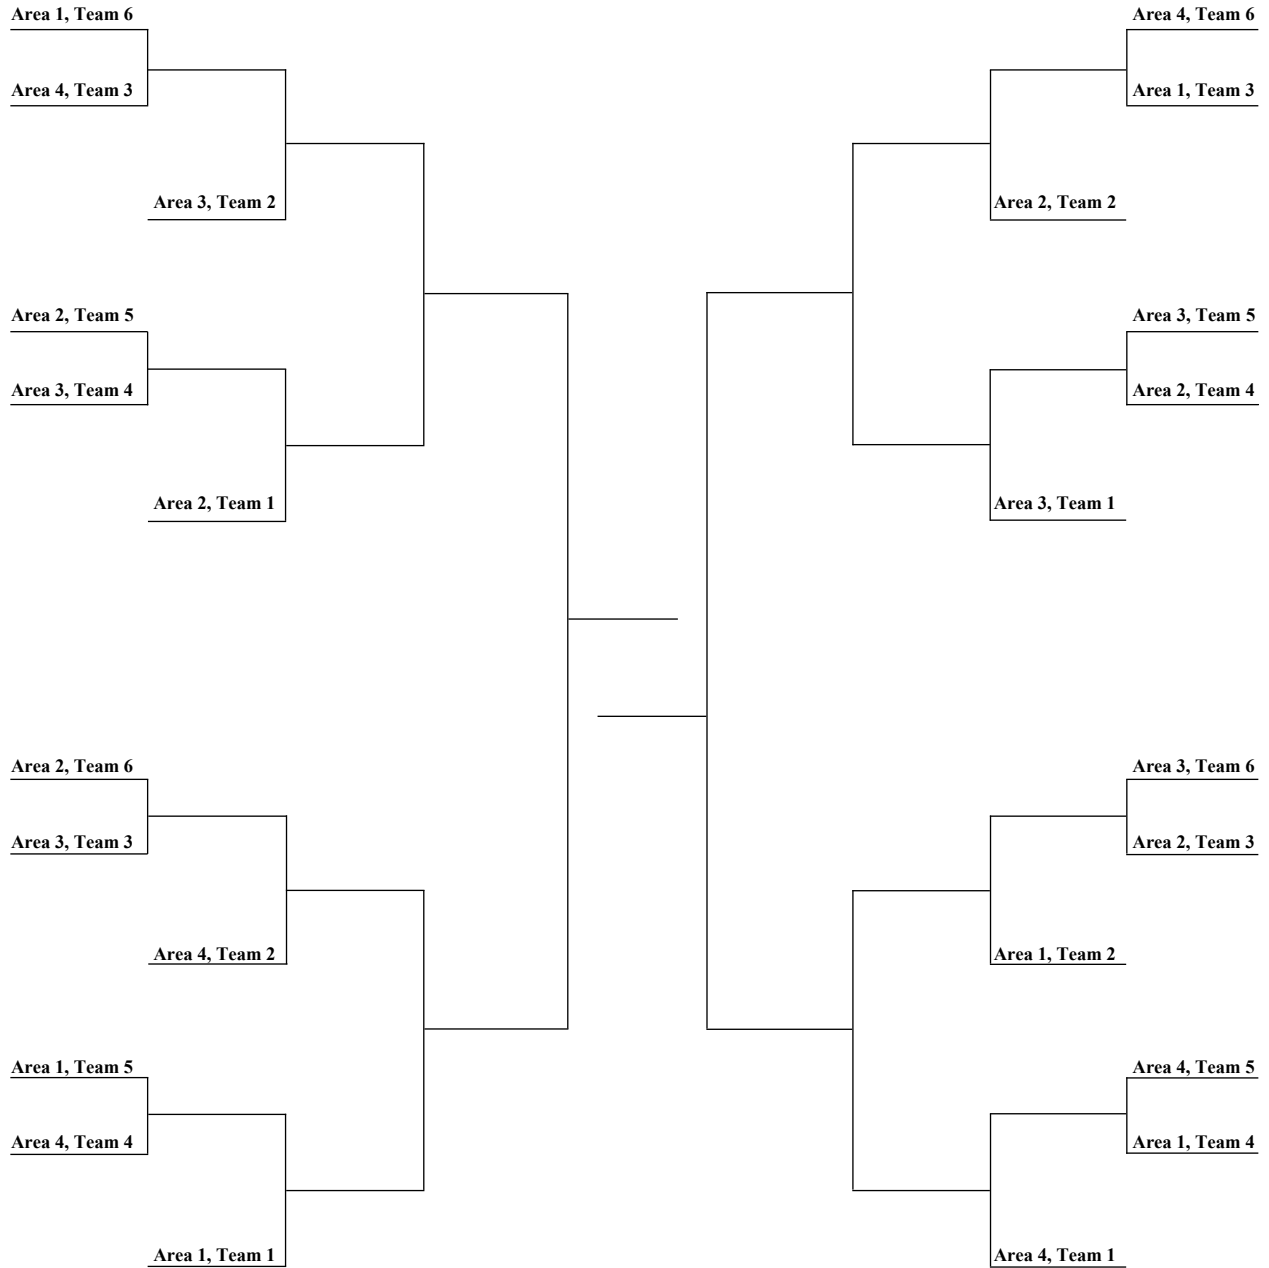 Area 1, Team 6
Area 4, Team 3
Area 3, Team 2
Area 2, Team 5
Area 3, Team 4
Area 2, Team 1
Area 2, Team 6
Area 3, Team 3
Area 4, Team 2
Area 1, Team 5
Area 4, Team 4
Area 1, Team 1
Area 4, Team 6
Area 1, Team 3
Area 2, Team 2
Area 3, Team 5
Area 2, Team 4
Area 3, Team 1
Area 3, Team 6
Area 2, Team 3
Area 1, Team 2
Area 4, Team 5
Area 1, Team 4
Area 4, Team 1